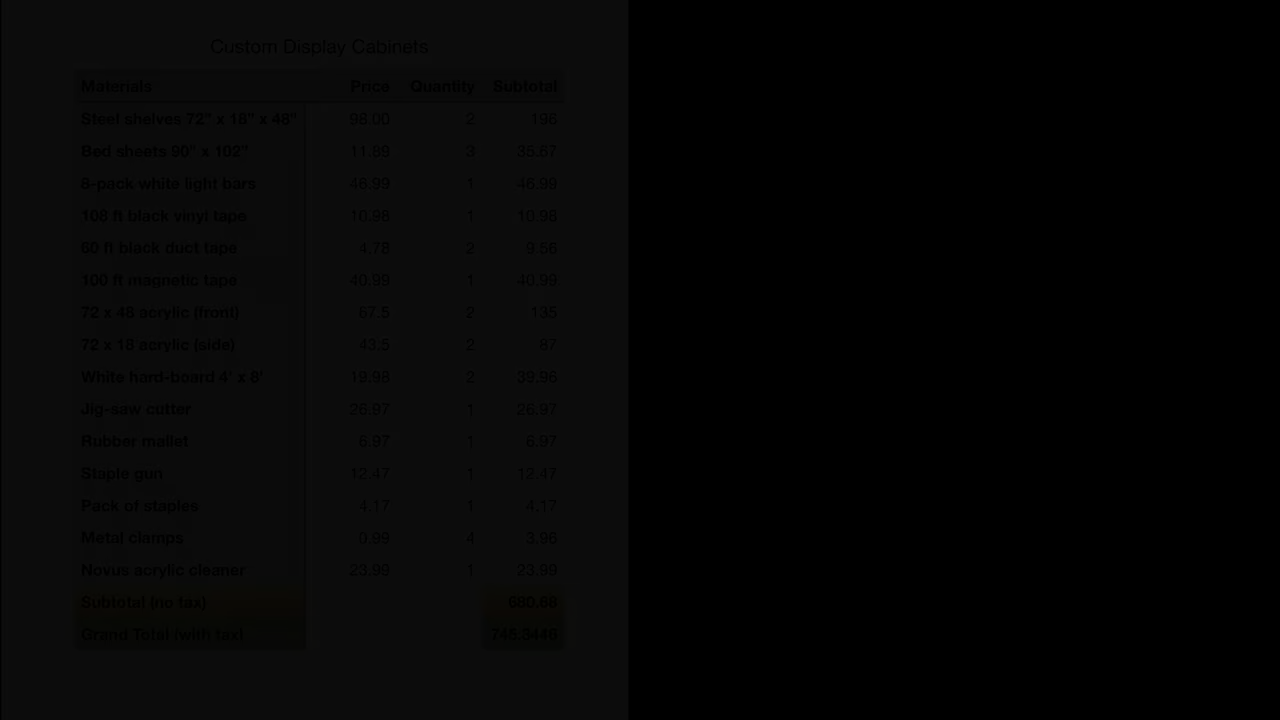 Custom Display Cabinets
Materials Price Quantity Subtotal
Steel shelves 72" x 18" x 48" 98.00 2 196
Bed sheets 90" x 102" 11.89 3 35.67
8-pack white light bars 46.99 1 46.99
108 ft black vinyl tape 10.98 1 10.98
60 ft black duct tape 4.78 2 9.56
100 ft magnetic tape 40.99 1 40.99
72 x 48 acrylic (front) 67.5 2 135
72 x 18 acrylic (side) 43.5 2 87
White hard-board 4' x 8' 19.98 2 39.96
Jig-saw cutter 26.97 1 26.97
Rubber mallet 6.97 1 6.97
Staple gun 12.47 1 12.47
Pack of staples 4.17 1 4.17
Metal clamps 0.99 4 3.96
Novus acrylic cleaner 23.99 1 23.99
Subtotal (no tax) 680.68
Grand Total (with tax) 745.3446